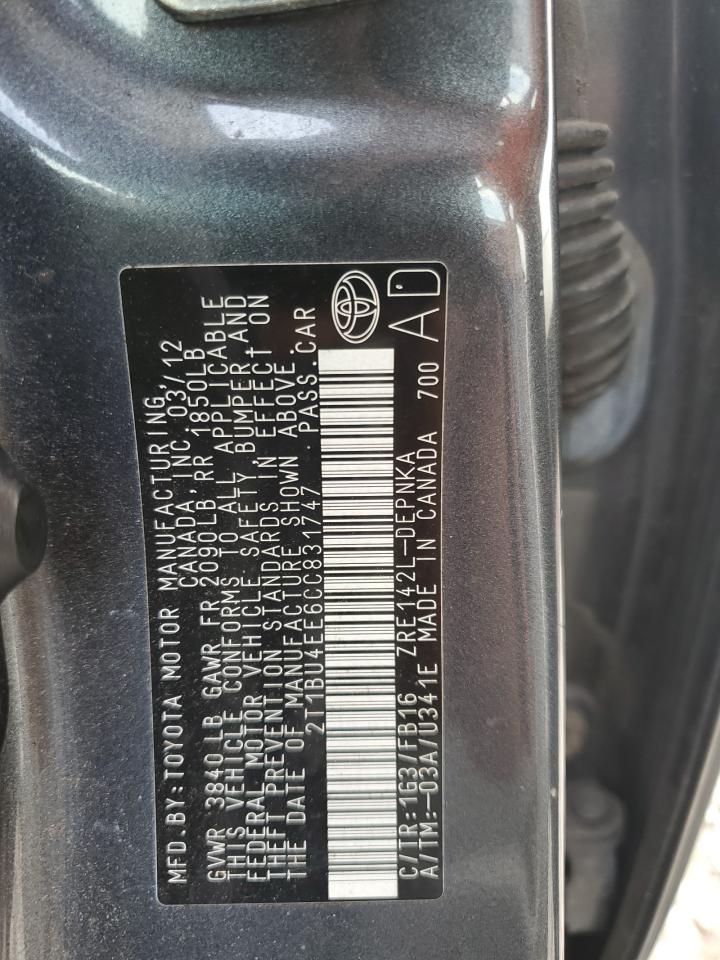 MFD.BY:TOYOTA MOTOR MANUFACTURING,
CANADA, INC. 03/12
GVWR 3840LB GAWR FR 2090LB RR 1850LB
THIS VEHICLE CONFORMS TO ALL APPLICABLE
FEDERAL MOTOR VEHICLE SAFETY, BUMPER, AND
THEFT PREVENTION STANDARDS IN EFFECT ON
THE DATE OF MANUFACTURE SHOWN ABOVE.
2T1BU4EE6CC831747 PASS.CAR
C/TR:1G3/FB16 ZRE142L-DEPNKA
A/TM:-03A/U341E MADE IN CANADA 700
AD